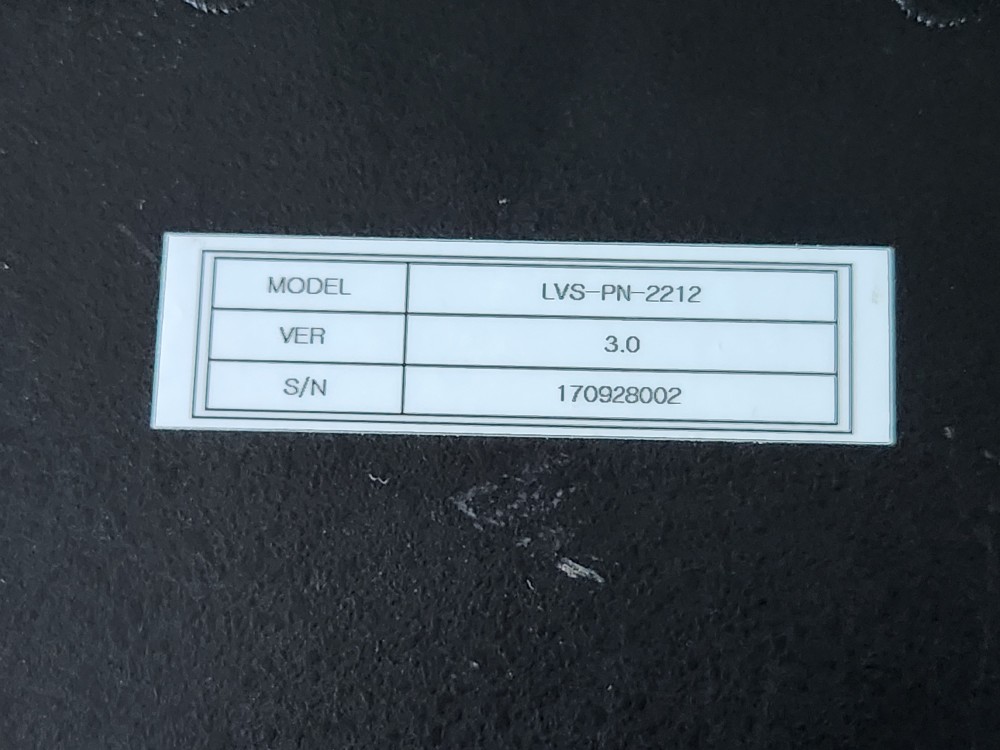 MODEL LVS-PN-2212
VER 3.0
S/N 170928002